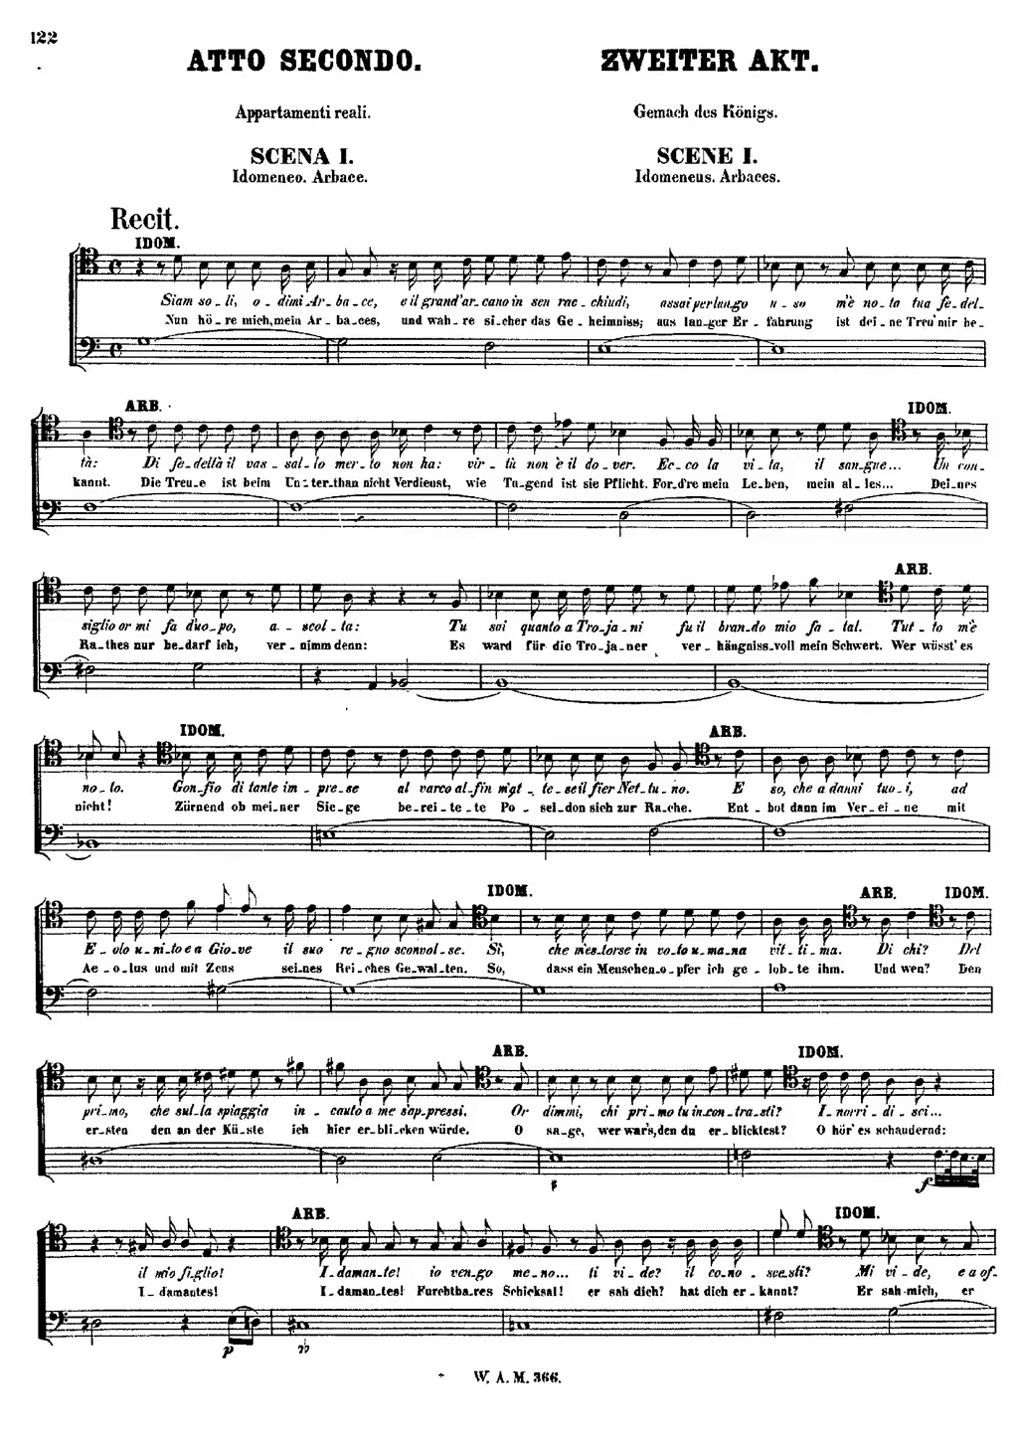 122
ATTO SECONDO. ZWEITER AKT.
Appartamenti reali. Gemach des Königs.
SCENA I. SCENE I.
Idomeneo. Arbace. Idomeneus. Arbaces.
Recit.
IDOM.
Siam so_li, o_dimi Ar_bace, e il grand'ar_cano in sen rac_chiudi, assai per lungo u_so m'è no_ta tua fe_del_
Nun hö_re mich, mein Ar_baces, und wah_re si_cher das Ge_heimniss; aus lan_ger Er_fahrung ist dei_ne Treu' mir be_
ARB. IDOM.
tà: Di fe_deltà il vas_sal_lo mer_to non ha: vir_tù non è il do_ver. Ec_co la vi_ta, il san_gue... Un con_
kannt. Die Treu_e ist beim Un_ter_than nicht Verdienst, wie Tugend ist sie Pflicht. For_d're mein Le_ben, mein al_les... Dei_nes
ARB.
siglio or mi fa d'uo_po, a_scol_ta: Tu sai quanto a Tro_ja_ni fu il bran_do mio fa_tal. Tut_to m'è
Ra_thes nur be_darf ich, ver_nimm denn: Es ward für die Tro_ja_ner ver_hängniss_voll mein Schwert. Wer wüsst' es
IDOM. ARB.
no_to. Gon_fio di tante im_pre_se al varco al_fin m'at_te_se il fier Net_tu_no. E so, che a danni tuo_i, ad
nicht! Zürnend ob mei_ner Sie_ge be_rei_te_te Po_sei_don sich zur Ra_che. Ent_bot dann im Ver_ei_ne mit
IDOM. ARB. IDOM.
E_olo u_ni_to e a Gio_ve il suo re_gno sconvol_se. Sì, che m'es_torse in vo_to u_ma_na vit_ti_ma. Di chi? Del
Ae_olus und mit Zeus sei_nes Rei_ches Ge_wal_ten. So, dass ein Menschen_o_pfer ich ge_lob_te ihm. Und wen? Den
ARB. IDOM.
pri_mo, che sul_la spiaggia in_cauto a me s'ap_pressi. Or dimmi, chi pri_mo tu in_con_trasti? I_norri_di_sci...
er_sten den an der Kü_ste ich hier er_bli_cken würde. O sa_ge, wer war's, den du er_blicktest? O hör' es schaudernd:
f
ARB. IDOM.
il mio fi_glio! I_daman_te! io ven_go me_no... ti vi_de? il co_no_scesti? Mi vi_de, e a of_
I_damantes! I_daman_tes! Furchtba_res Schicksal! er sah dich? hat dich er_kannt? Er sah mich, er
p
W. A. M. 366.